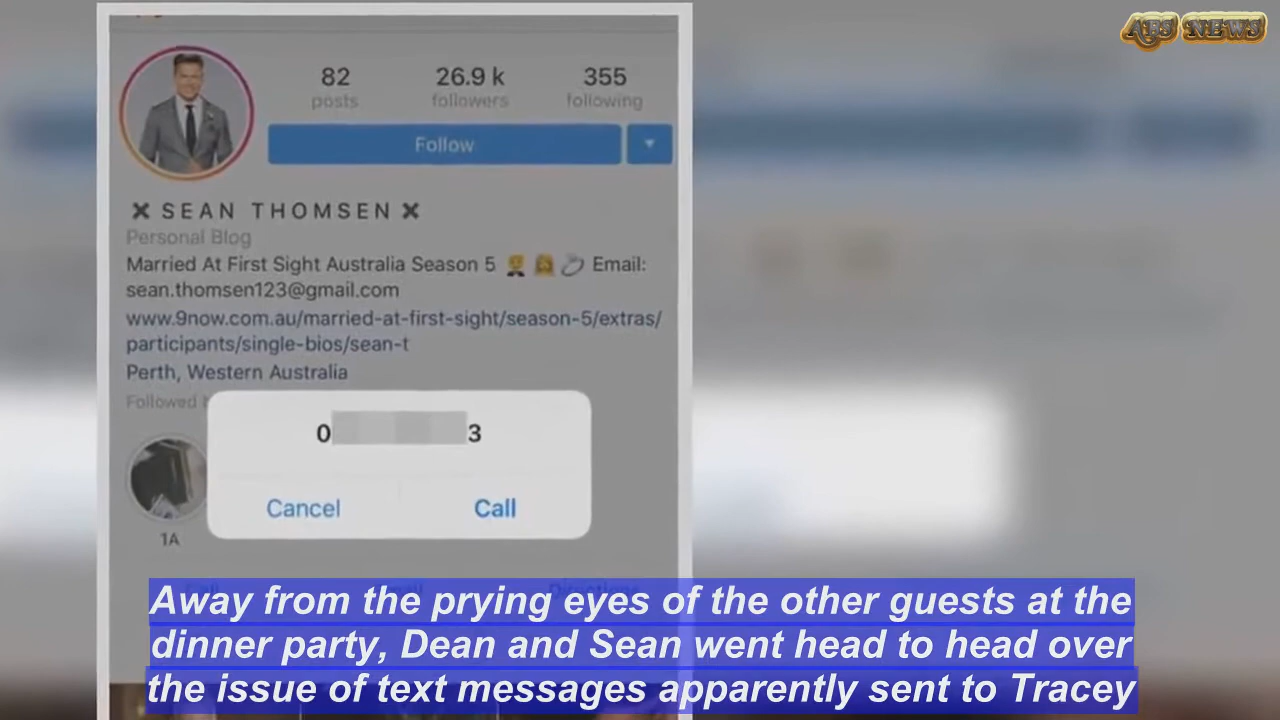 ABS NEWS
82 26.9 k 355
posts followers following
Follow
✖ SEAN THOMSEN ✖
Personal Blog
Married At First Sight Australia Season 5 🤵 👰 💍 Email:
sean.thomsen123@gmail.com
www.9now.com.au/married-at-first-sight/season-5/extras/
participants/single-bios/sean-t
Perth, Western Australia
Followed
0 3
Cancel Call
1A
Away from the prying eyes of the other guests at the
dinner party, Dean and Sean went head to head over
the issue of text messages apparently sent to Tracey